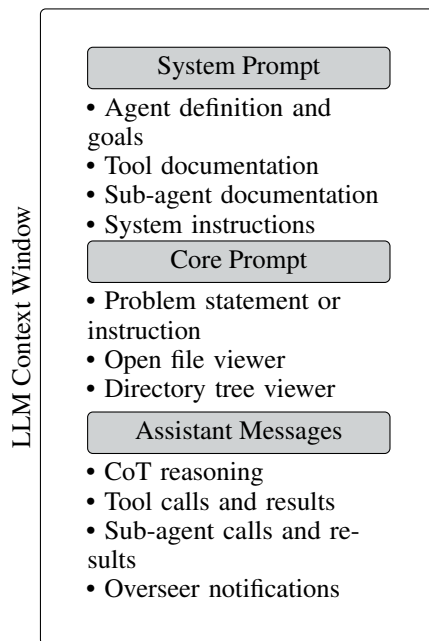 LLM Context Window
System Prompt
• Agent definition and
goals
• Tool documentation
• Sub-agent documentation
• System instructions
Core Prompt
• Problem statement or
instruction
• Open file viewer
• Directory tree viewer
Assistant Messages
• CoT reasoning
• Tool calls and results
• Sub-agent calls and re-
sults
• Overseer notifications